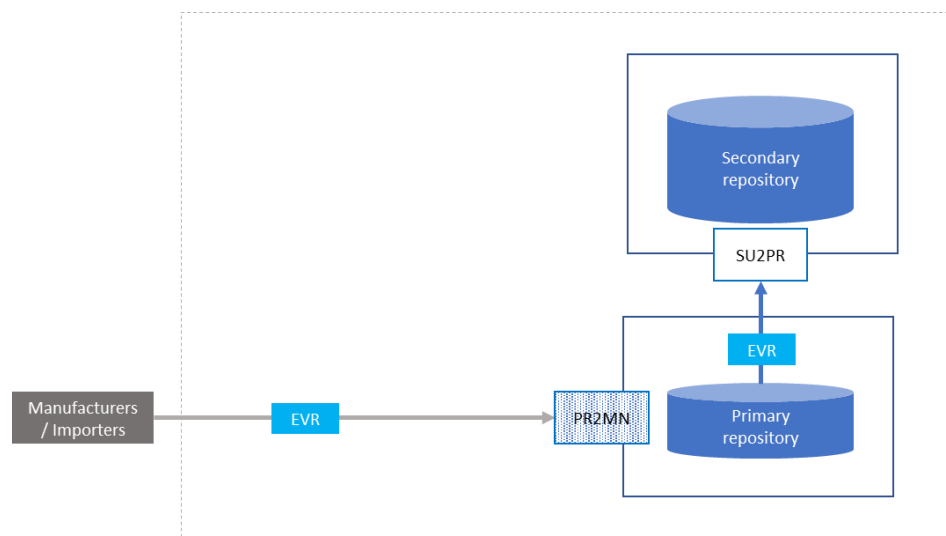 Secondary
repository
SU2PR
EVR
Manufacturers
/ Importers
EVR
PR2MN
Primary
repository